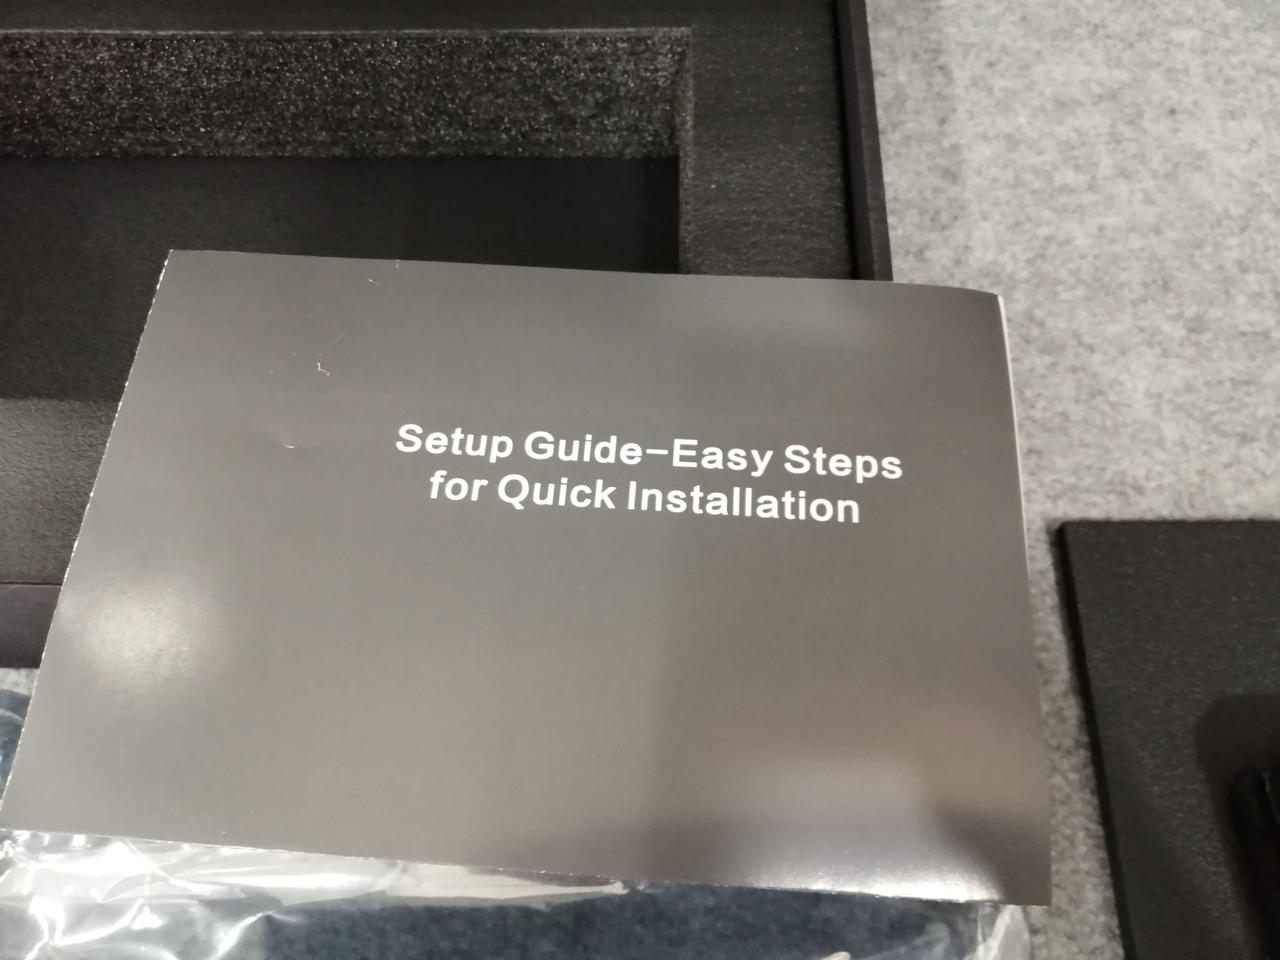 Setup Guide–Easy Steps
for Quick Installation